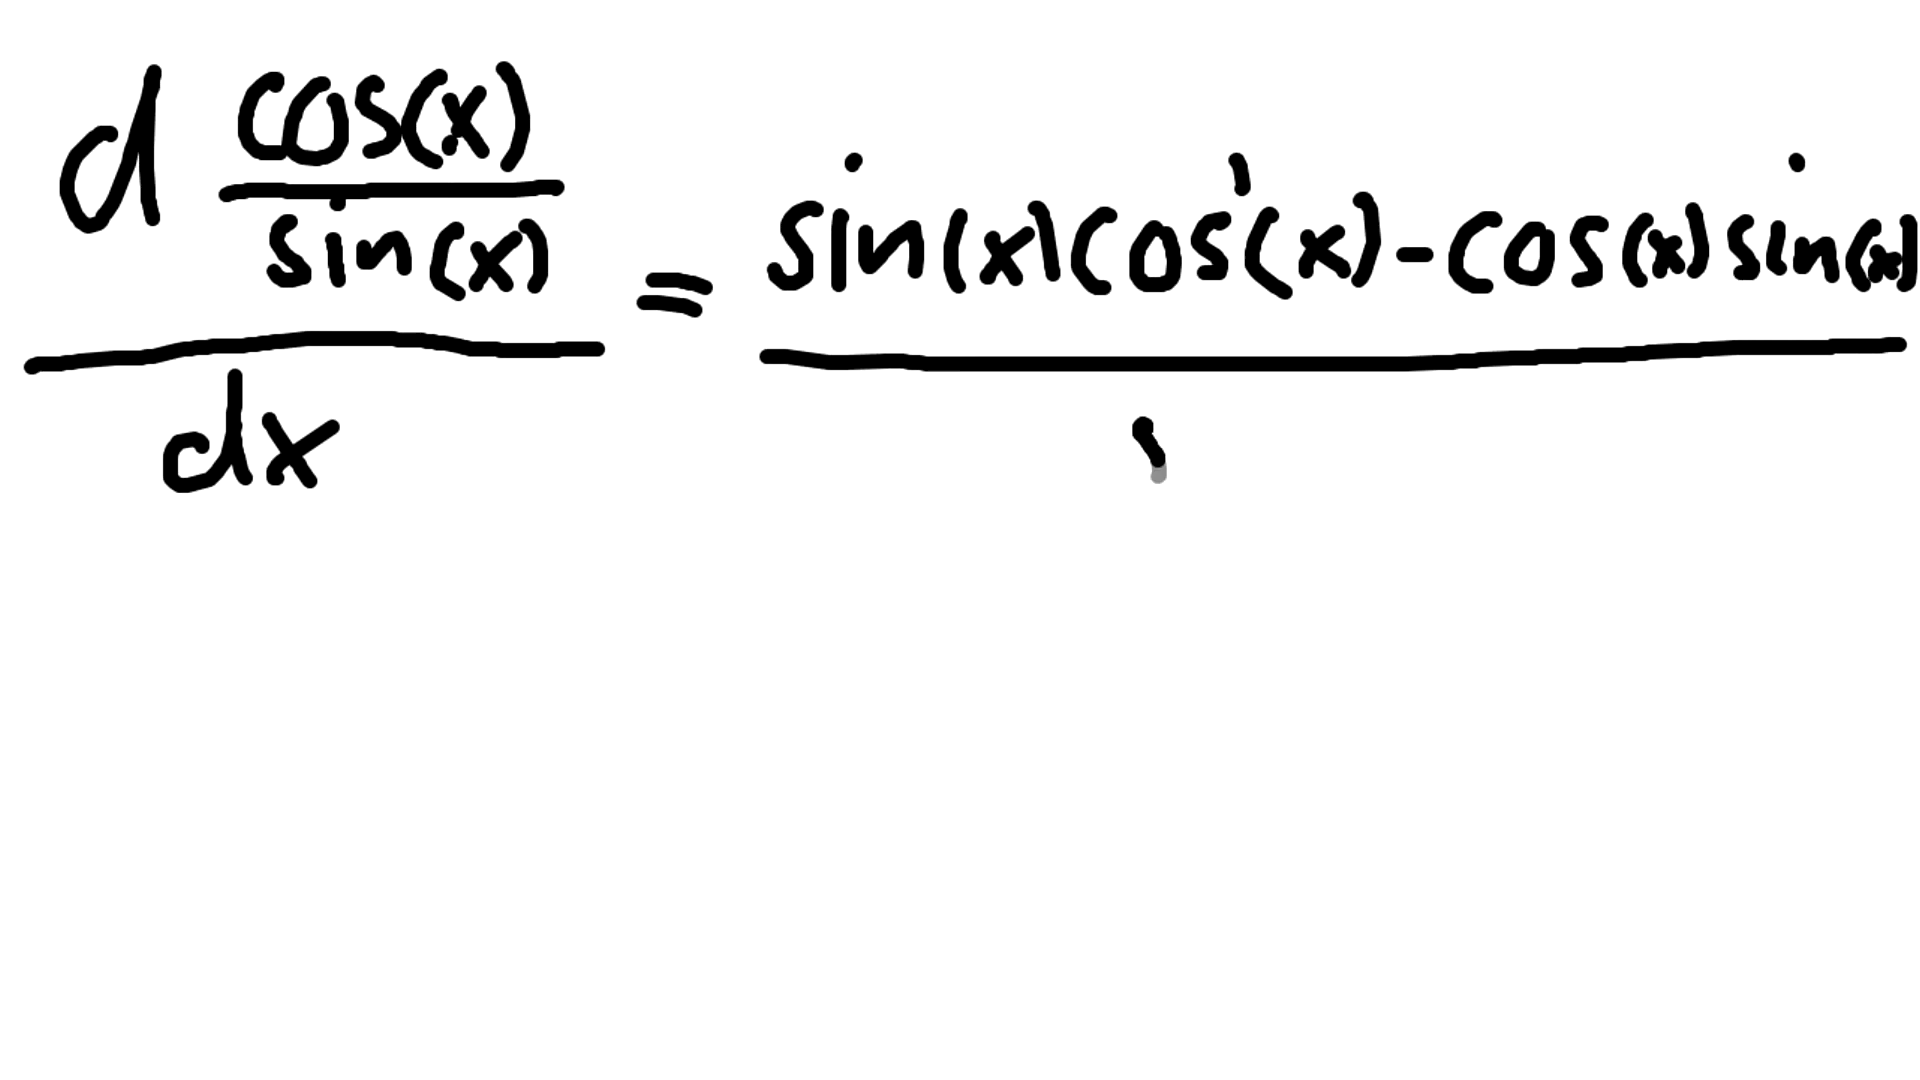 d cos(x)
sin(x)
dx
= sin(x)cos'(x)-cos(x)sin(x)